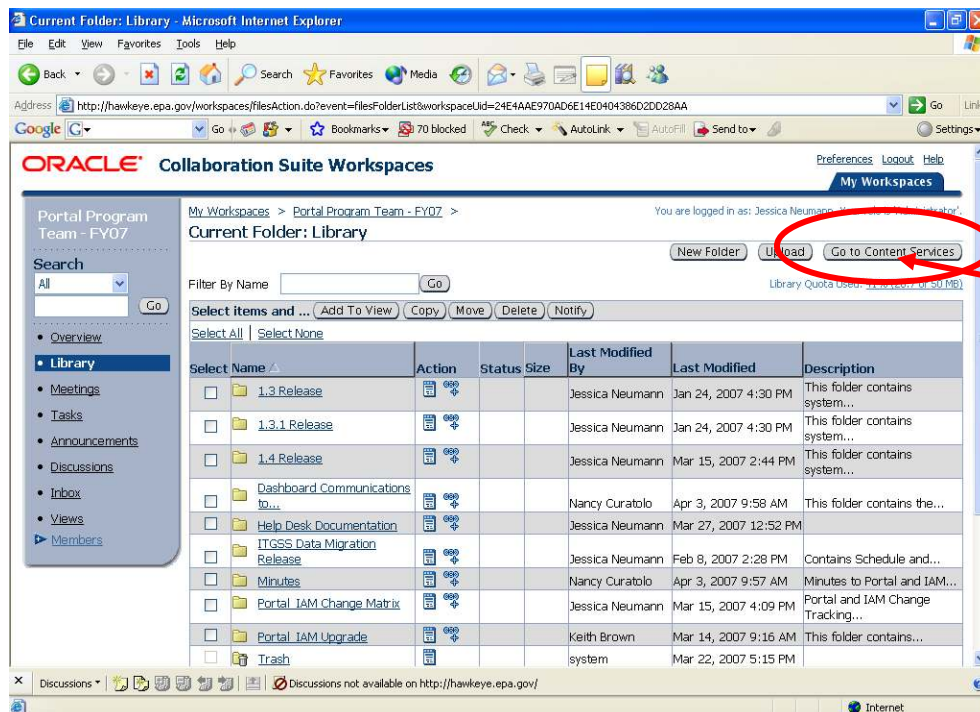 Current Folder: Library - Microsoft Internet Explorer
File Edit View Favorites Tools Help
Back Search Favorites Media
Address http://hawkeye.epa.gov/workspaces/filesAction.do?event=filesFolderList&workspaceUid=24E4AAE970AD6E14E0404386D2DD28AA Go Link
Google G Go Bookmarks 70 blocked Check AutoLink AutoFill Send to Settings
ORACLE Collaboration Suite Workspaces
Preferences Logout Help
My Workspaces
Portal Program Team - FY07
My Workspaces > Portal Program Team - FY07 >
You are logged in as: Jessica Neumann.
Current Folder: Library
New Folder Upload Go to Content Services
Search
All
Go
Filter By Name Go
Library Quota Used: of 50 MB)
Select items and ... Add To View Copy Move Delete Notify
Select All | Select None
Overview
Library
Meetings
Tasks
Announcements
Discussions
Inbox
Views
Members
Select Name Action Status Size Last Modified By Last Modified Description
1.3 Release Jessica Neumann Jan 24, 2007 4:30 PM This folder contains system...
1.3.1 Release Jessica Neumann Jan 24, 2007 4:30 PM This folder contains system...
1.4 Release Jessica Neumann Mar 15, 2007 2:44 PM This folder contains system...
Dashboard Communications to... Nancy Curatolo Apr 3, 2007 9:58 AM This folder contains the...
Help Desk Documentation Jessica Neumann Mar 27, 2007 12:52 PM
ITGSS Data Migration Release Jessica Neumann Feb 8, 2007 2:28 PM Contains Schedule and...
Minutes Nancy Curatolo Apr 3, 2007 9:57 AM Minutes to Portal and IAM...
Portal IAM Change Matrix Jessica Neumann Mar 15, 2007 4:09 PM Portal and IAM Change Tracking...
Portal IAM Upgrade Keith Brown Mar 14, 2007 9:16 AM This folder contains...
Trash system Mar 22, 2007 5:15 PM
Discussions Discussions not available on http://hawkeye.epa.gov/
Internet